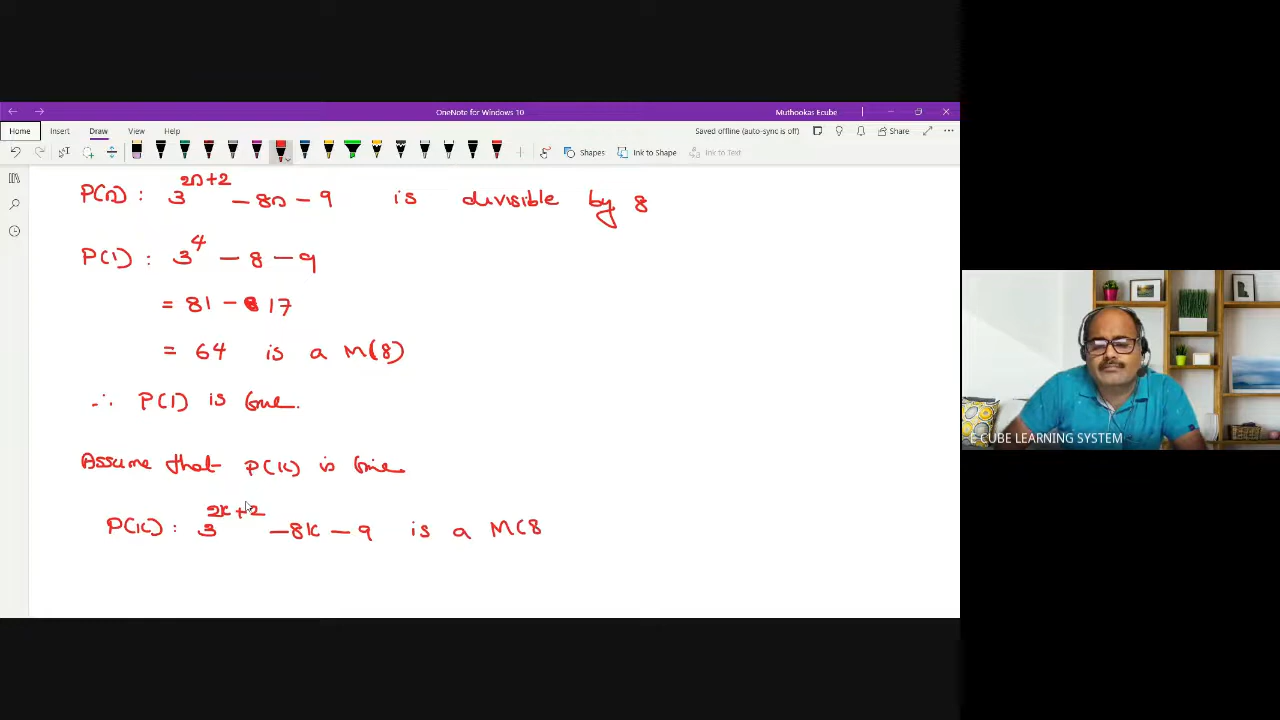 OneNote for Windows 10
Muthookas Ecube
Home Insert Draw View Help
Saved offline (auto-sync is off)
Share
Shapes
Ink to Shape
Ink to Text
P(n): 3^{2n+2} - 8n - 9 is divisible by 8
P(1): 3^4 - 8 - 9
= 81 - 17
= 64 is a M(8)
∴ P(1) is true.
Assume that P(k) is true
P(k): 3^{2k+2} - 8k - 9 is a M(8
E CUBE LEARNING SYSTEM